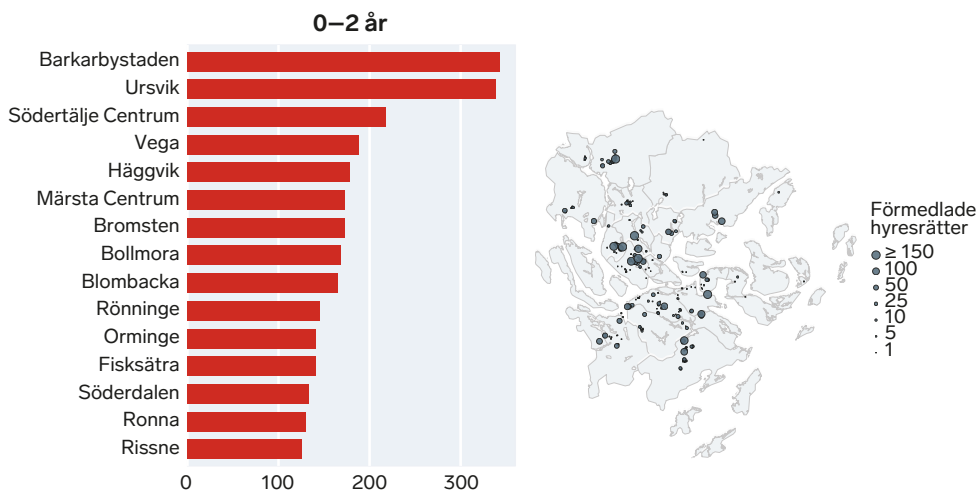 0–2 år
Barkarbystaden
Ursvik
Södertälje Centrum
Vega
Häggvik
Märsta Centrum
Bromsten
Bollmora
Blombacka
Rönninge
Orminge
Fisksätra
Söderdalen
Ronna
Rissne
0 100 200 300
Förmedlade
hyresrätter
≥ 150
100
50
25
10
5
1